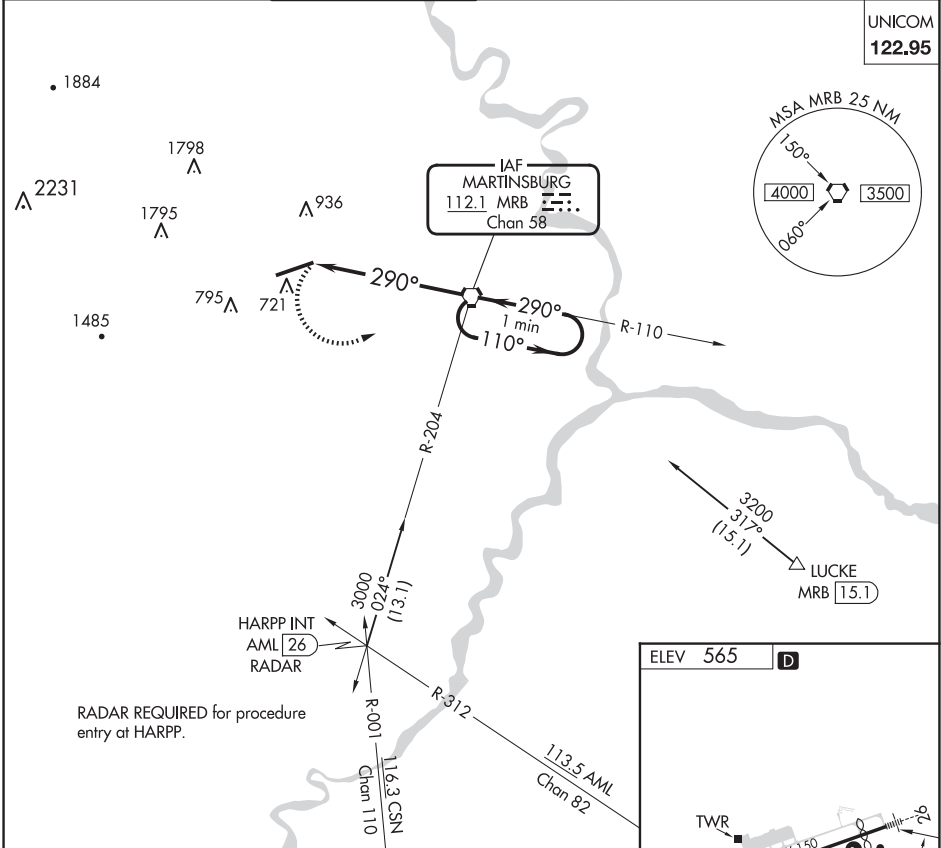 UNICOM
122.95
1884
1798
2231
1795
936
795
721
1485
IAF
MARTINSBURG
112.1 MRB
Chan 58
MSA MRB 25 NM
150°
4000
3500
060°
290°
290°
1 min
110°
R-110
R-204
3000
024°
(13.1)
3200
317°
(15.1)
LUCKE
MRB 15.1
HARPP INT
AML 26
RADAR
RADAR REQUIRED for procedure
entry at HARPP.
R-312
R-001
116.3 CSN
Chan 110
113.5 AML
Chan 82
ELEV 565 D
TWR
26